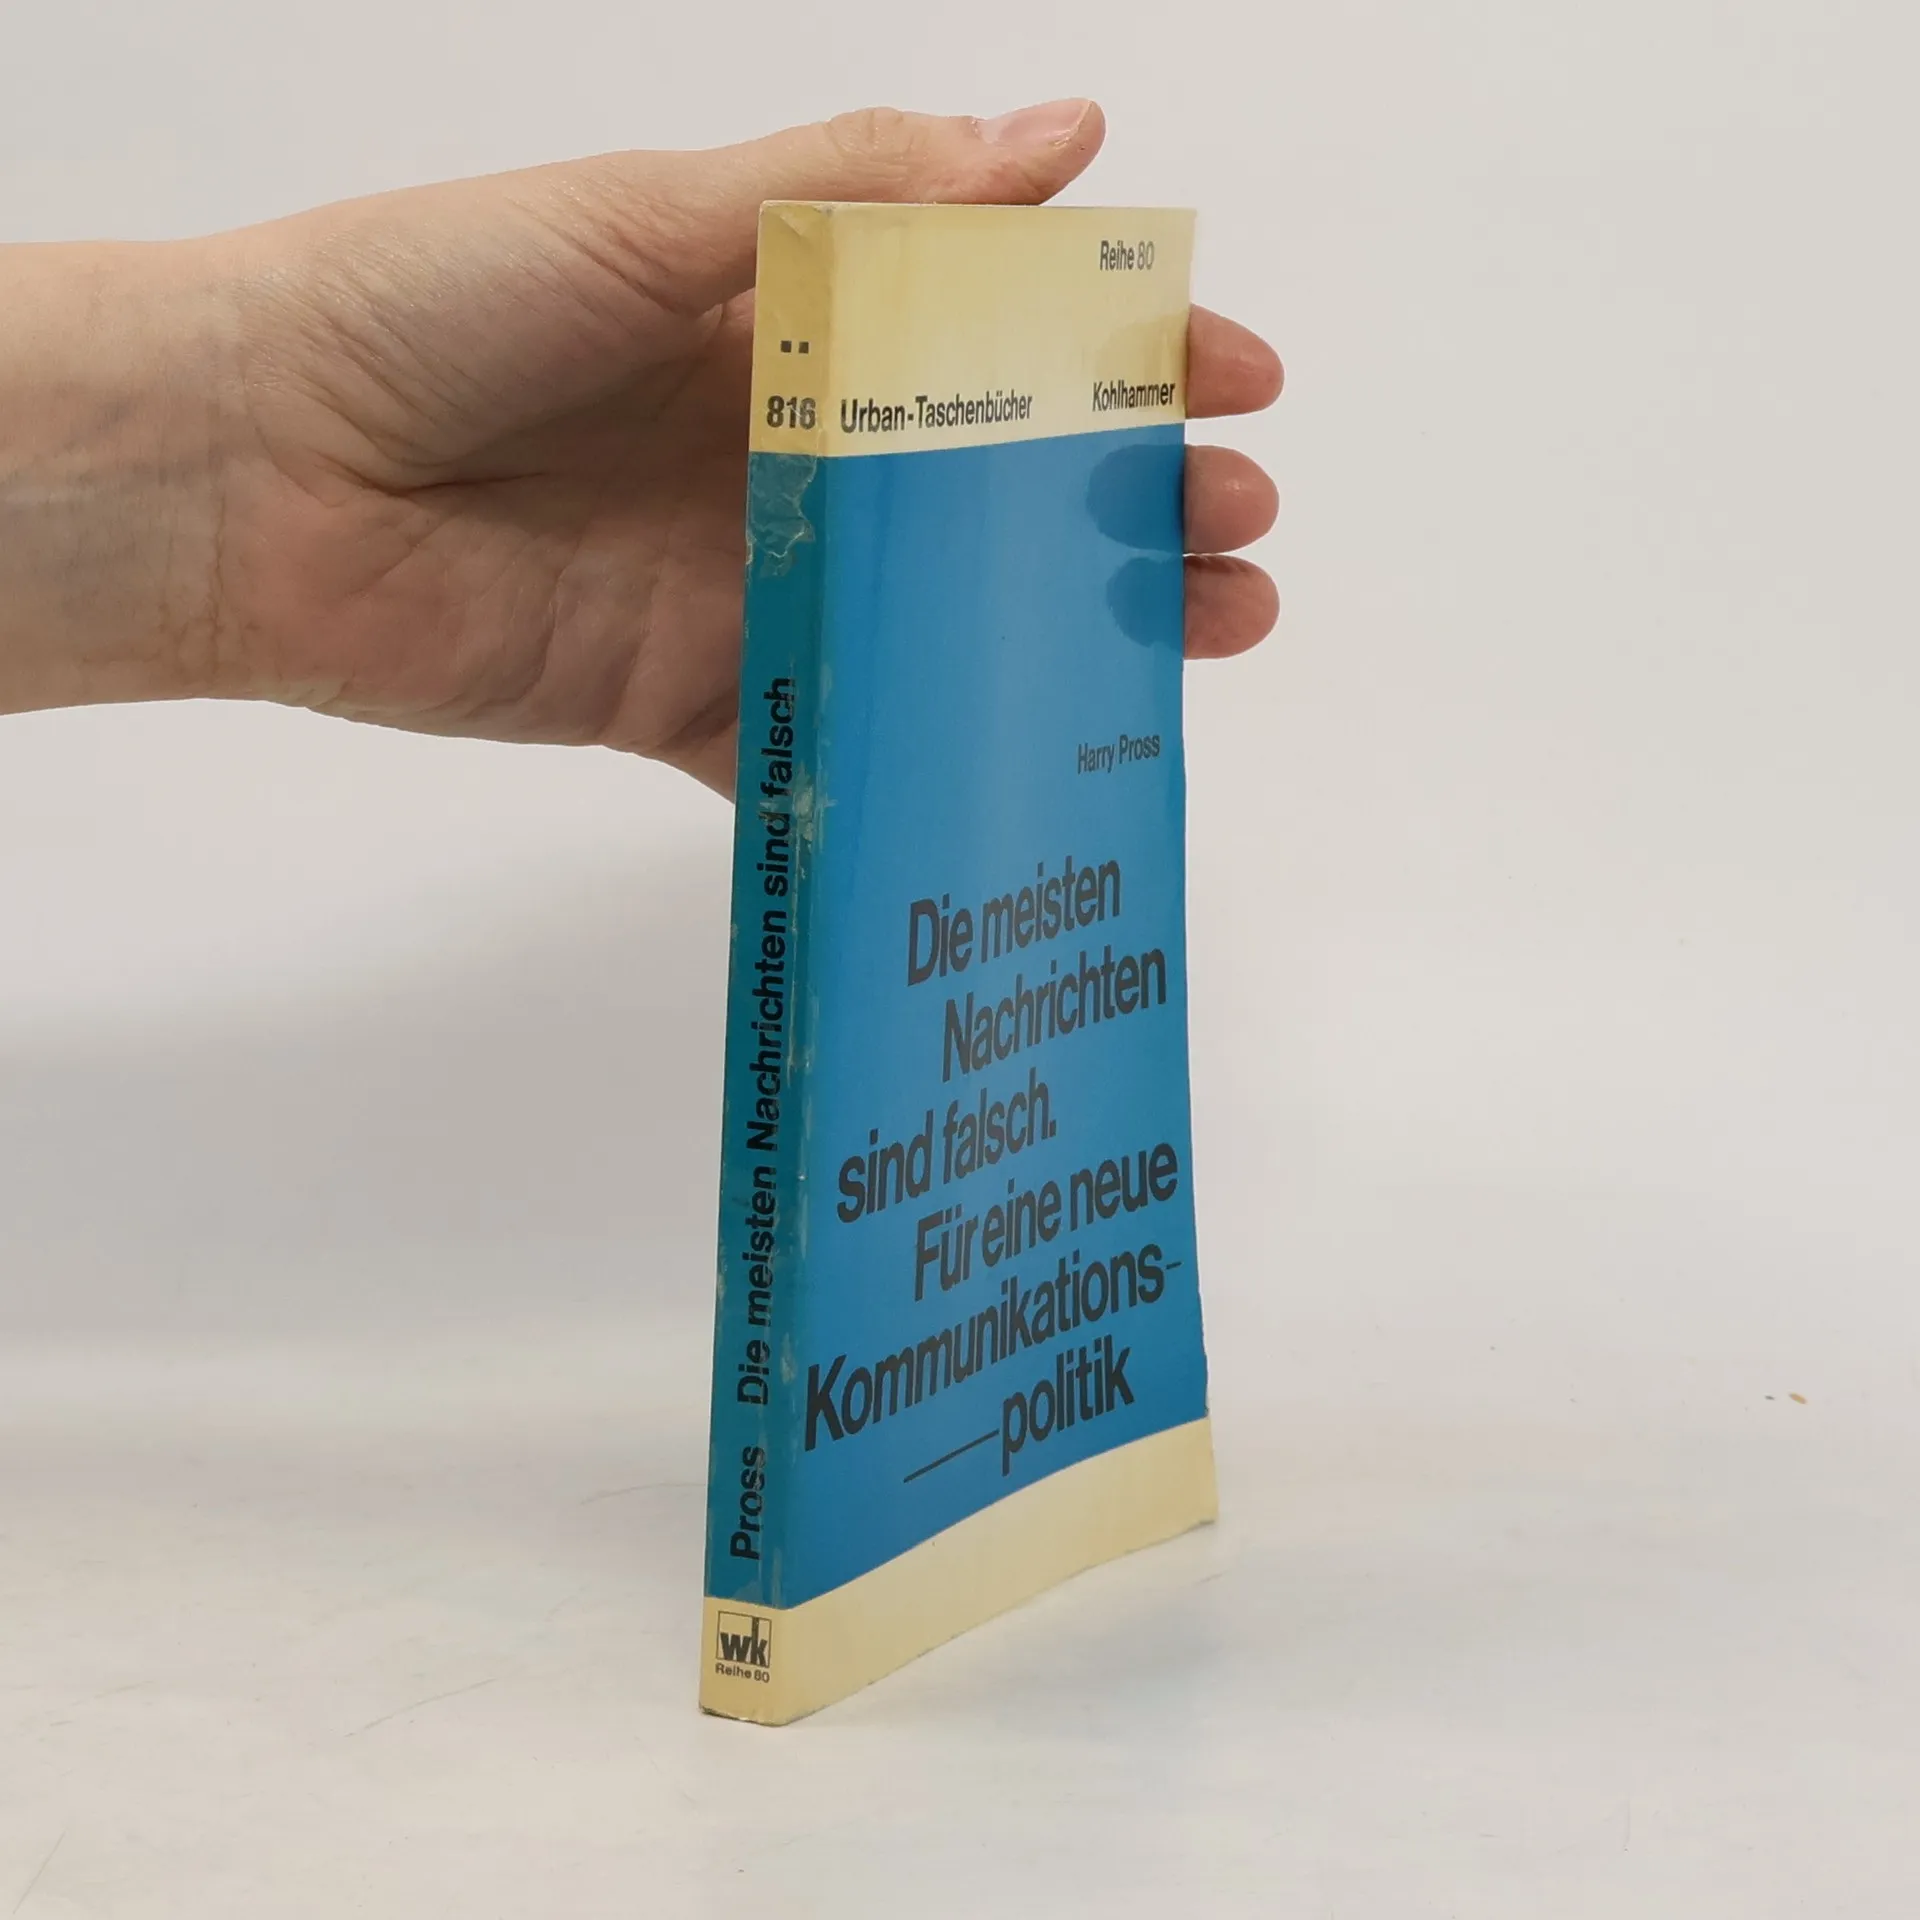 816
Pross Die meisten Nachrichten sind falsch
wk
Reihe 80
Reihe 80
Urban-Taschenbücher Kohlhammer
Harry Pross
Die meisten
Nachrichten
sind falsch.
Für eine neue
Kommunikations-
politik